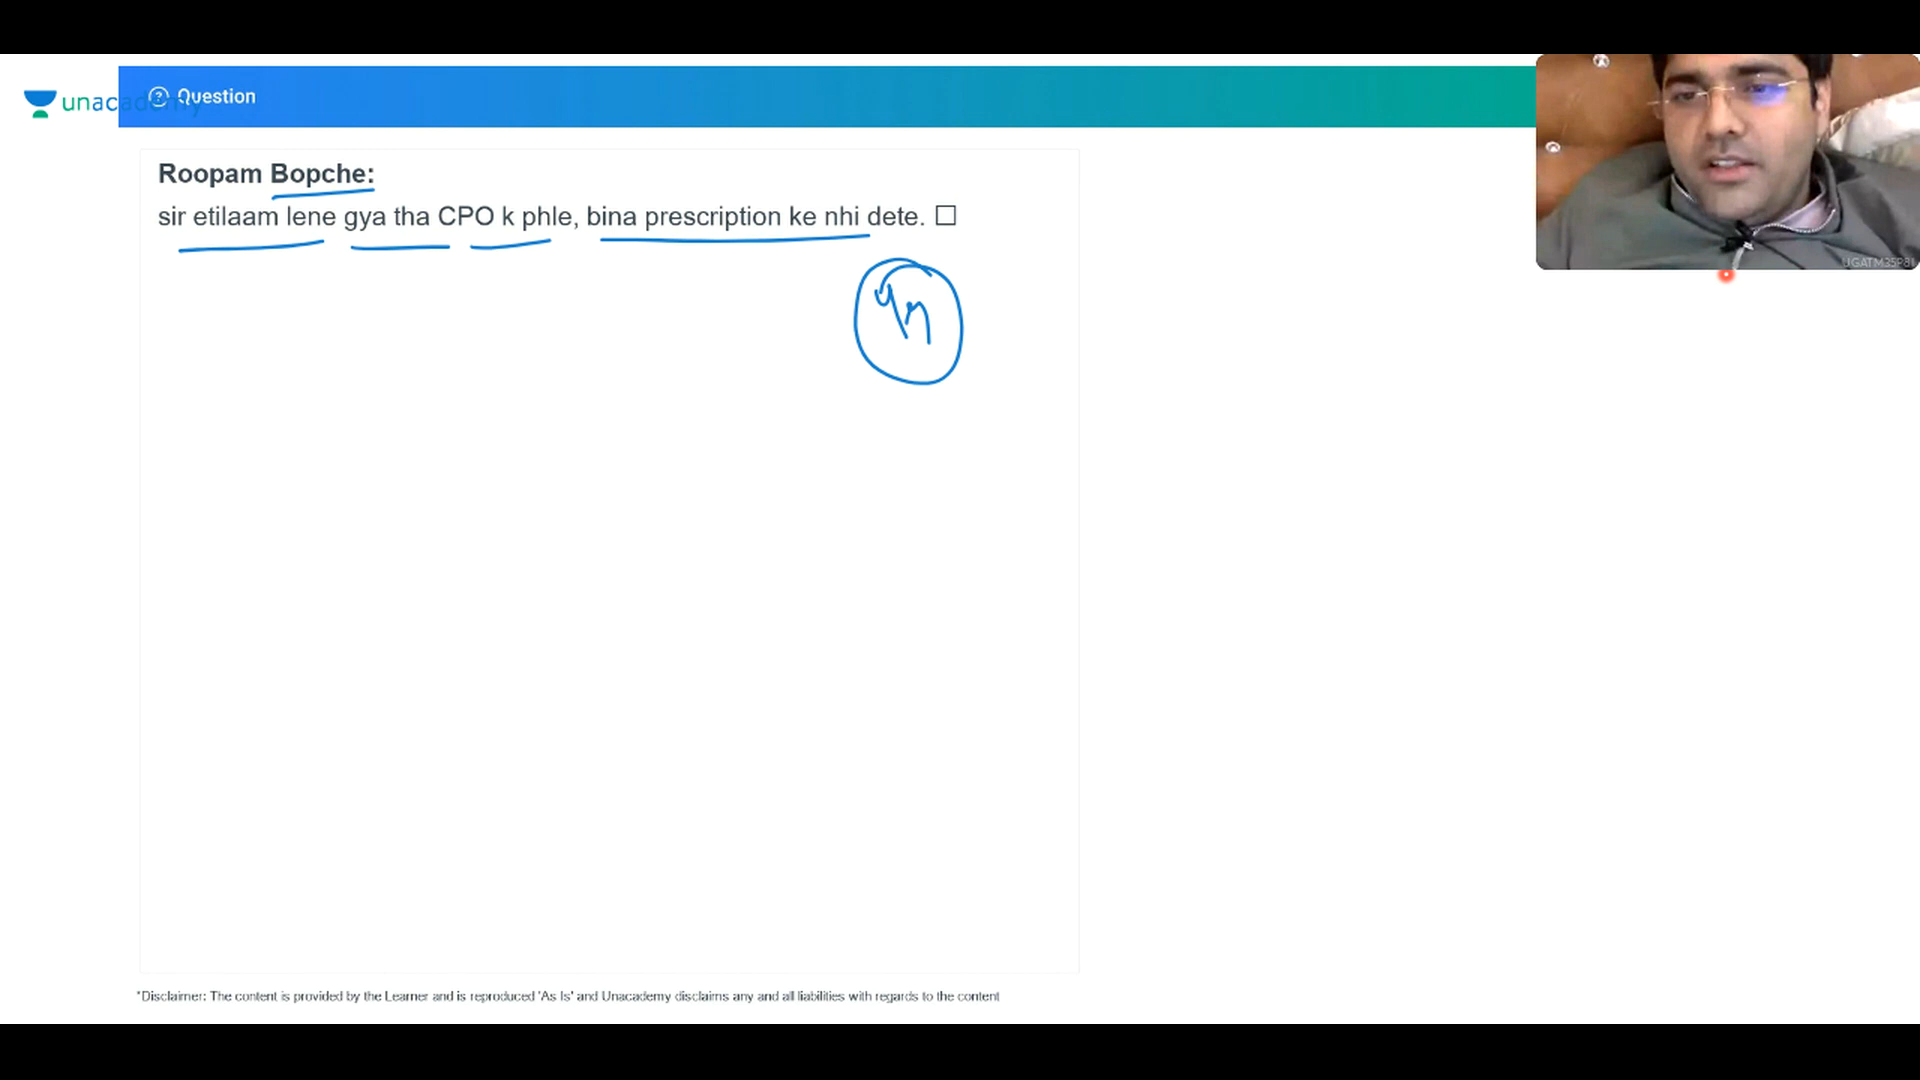 unacademy
Question
Roopam Bopche:
sir etilaam lene gya tha CPO k phle, bina prescription ke nhi dete. ☐
UGATM35P8I
*Disclaimer: The content is provided by the Learner and is reproduced 'As Is' and Unacademy disclaims any and all liabilities with regards to the content